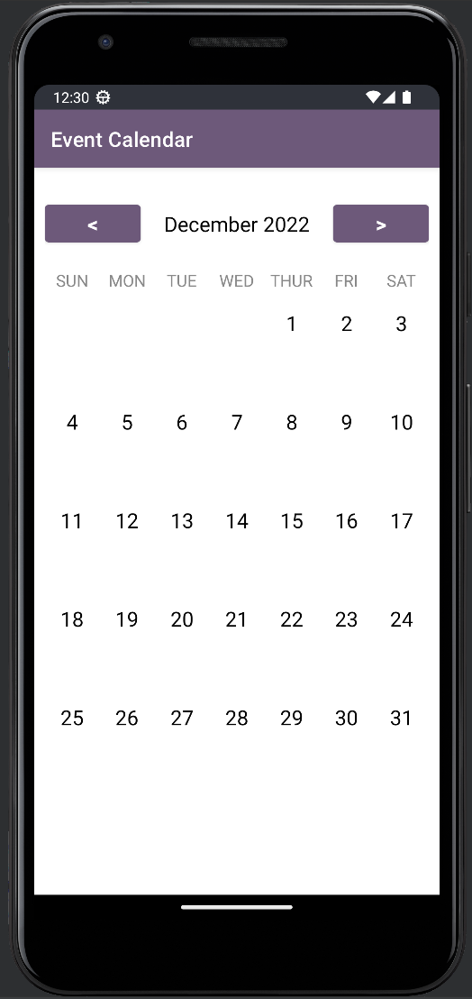 12:30
Event Calendar
< December 2022 >
SUN MON TUE WED THUR FRI SAT
1 2 3
4 5 6 7 8 9 10
11 12 13 14 15 16 17
18 19 20 21 22 23 24
25 26 27 28 29 30 31